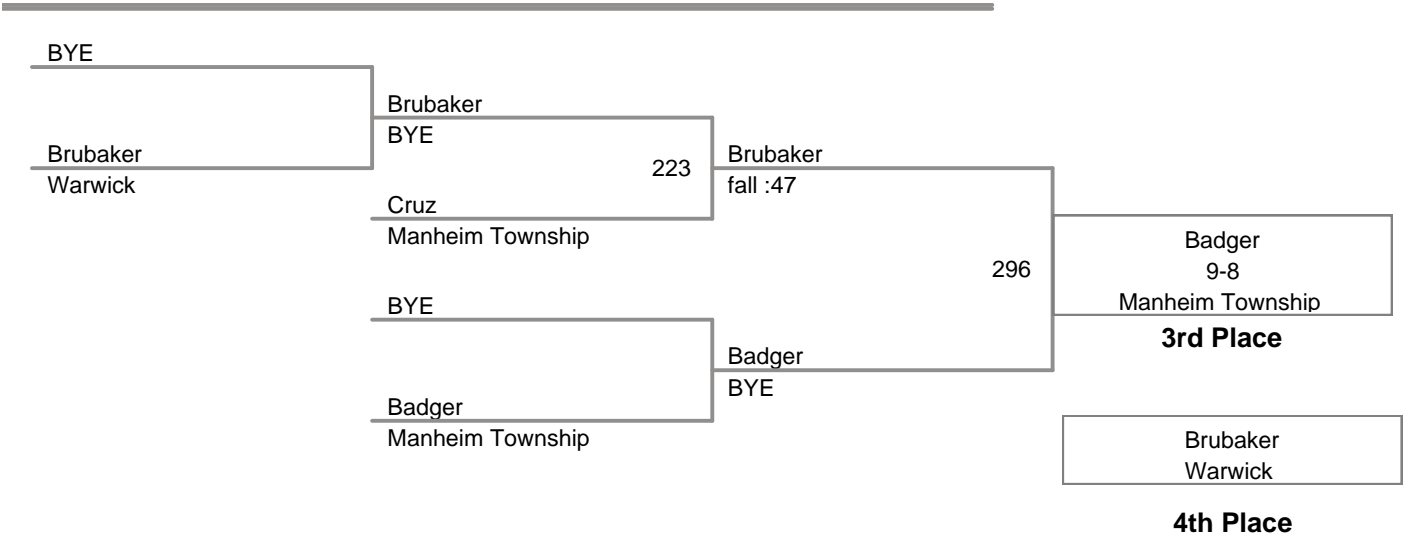 BYE
Brubaker
Warwick
Brubaker
BYE
223
Cruz
Manheim Township
BYE
Badger
Manheim Township
Brubaker
fall :47
296
Badger
BYE
Badger
9-8
Manheim Township
3rd Place
Brubaker
Warwick
4th Place